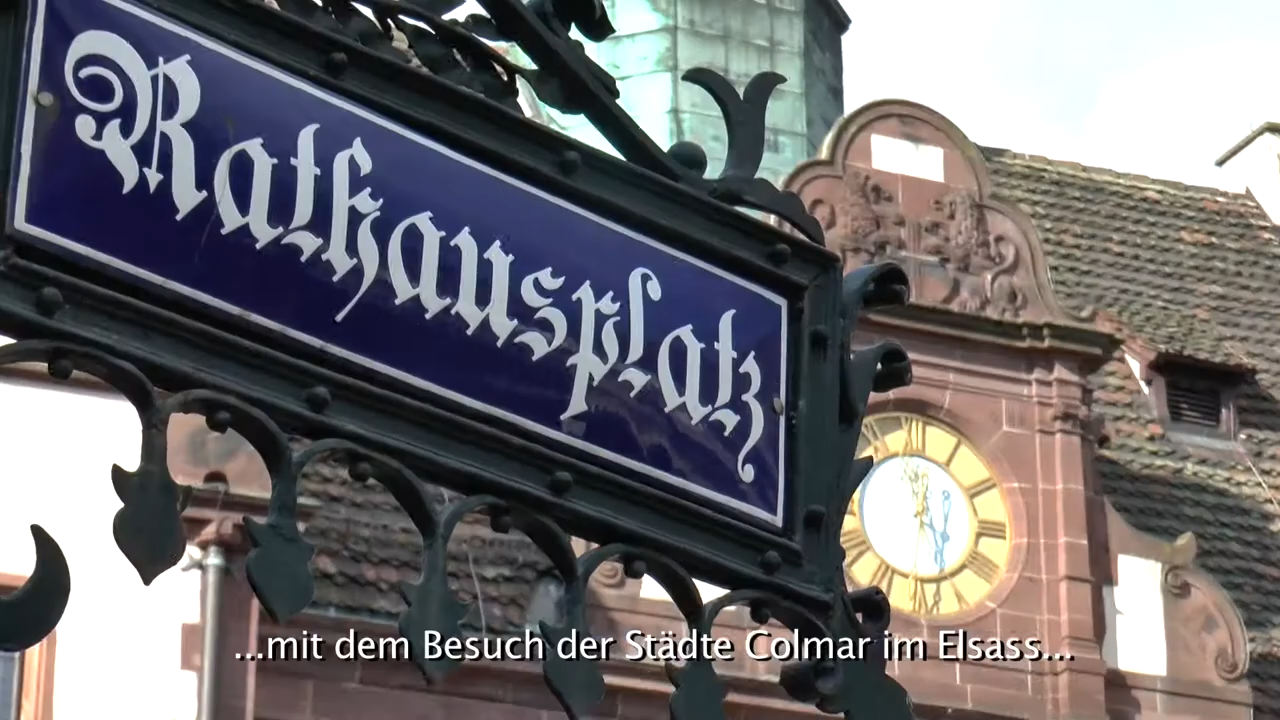 Rathausplatz
...mit dem Besuch der Städte Colmar im Elsass...